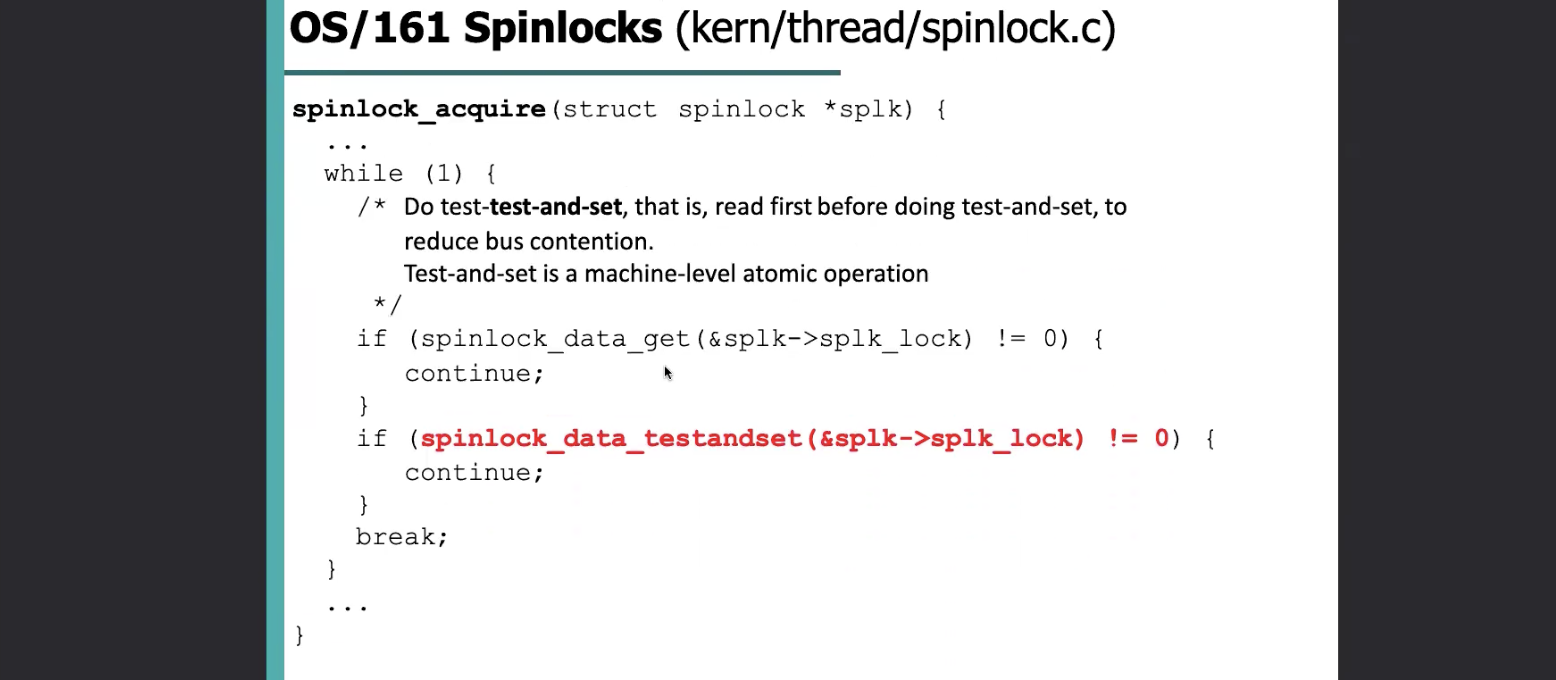 OS/161 Spinlocks (kern/thread/spinlock.c)
spinlock_acquire(struct spinlock *splk) {
...
while (1) {
/* Do test-test-and-set, that is, read first before doing test-and-set, to
reduce bus contention.
Test-and-set is a machine-level atomic operation
*/
if (spinlock_data_get(&splk->splk_lock) != 0) {
continue;
}
if (spinlock_data_testandset(&splk->splk_lock) != 0) {
continue;
}
break;
}
...
}